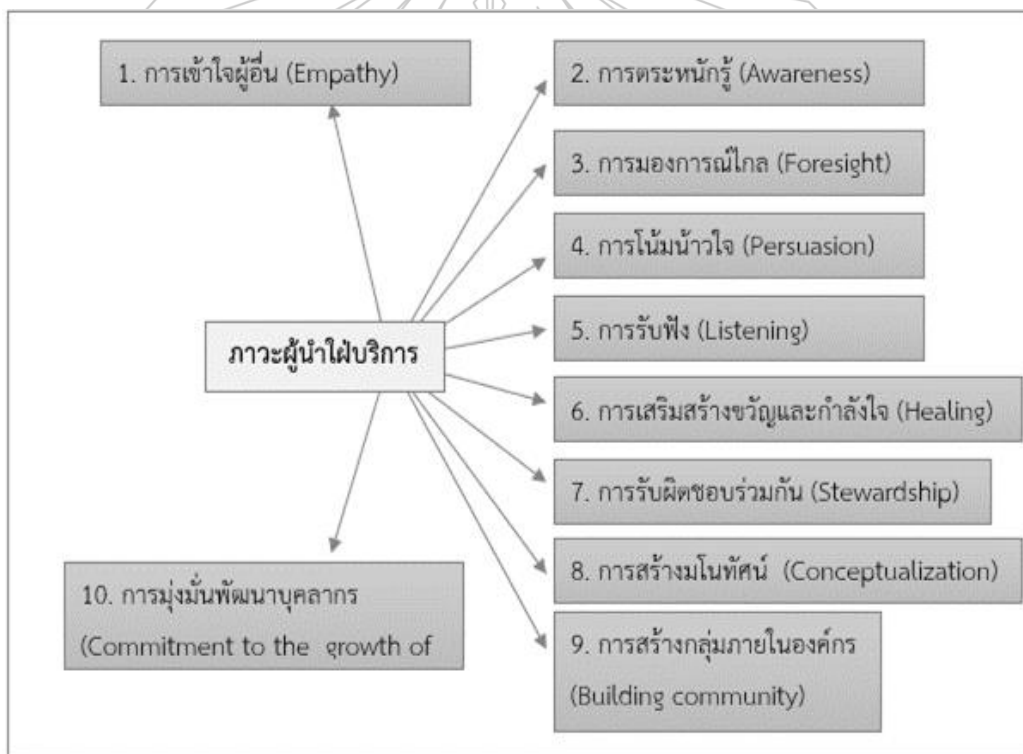 1. การเข้าใจผู้อื่น (Empathy)
2. การตระหนักรู้ (Awareness)
3. การมองการณ์ไกล (Foresight)
4. การโน้มน้าวใจ (Persuasion)
5. การรับฟัง (Listening)
ภาวะผู้นำใฝ่บริการ
6. การเสริมสร้างขวัญและกำลังใจ (Healing)
7. การรับผิดชอบร่วมกัน (Stewardship)
8. การสร้างมโนทัศน์ (Conceptualization)
9. การสร้างกลุ่มภายในองค์กร
(Building community)
10. การมุ่งมั่นพัฒนาบุคลากร
(Commitment to the growth of